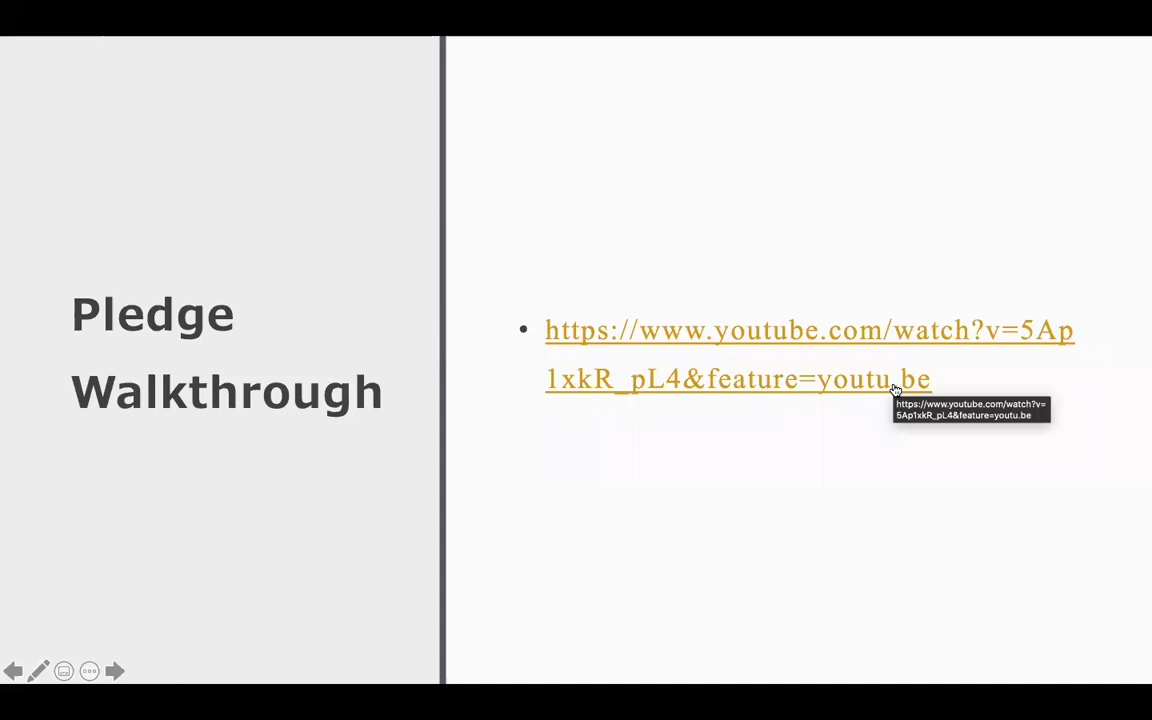 Pledge
Walkthrough
• https://www.youtube.com/watch?v=5Ap
1xkR_pL4&feature=youtu.be
https://www.youtube.com/watch?v=
5Ap1xkR_pL4&feature=youtu.be